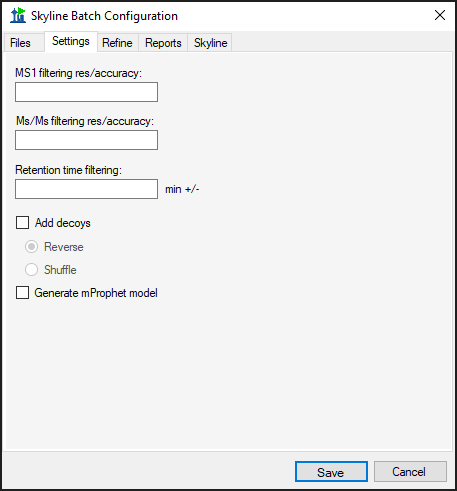 Skyline Batch Configuration
Files Settings Refine Reports Skyline
MS1 filtering res/accuracy:
Ms/Ms filtering res/accuracy:
Retention time filtering:
min +/-
Add decoys
Reverse
Shuffle
Generate mProphet model
Save Cancel